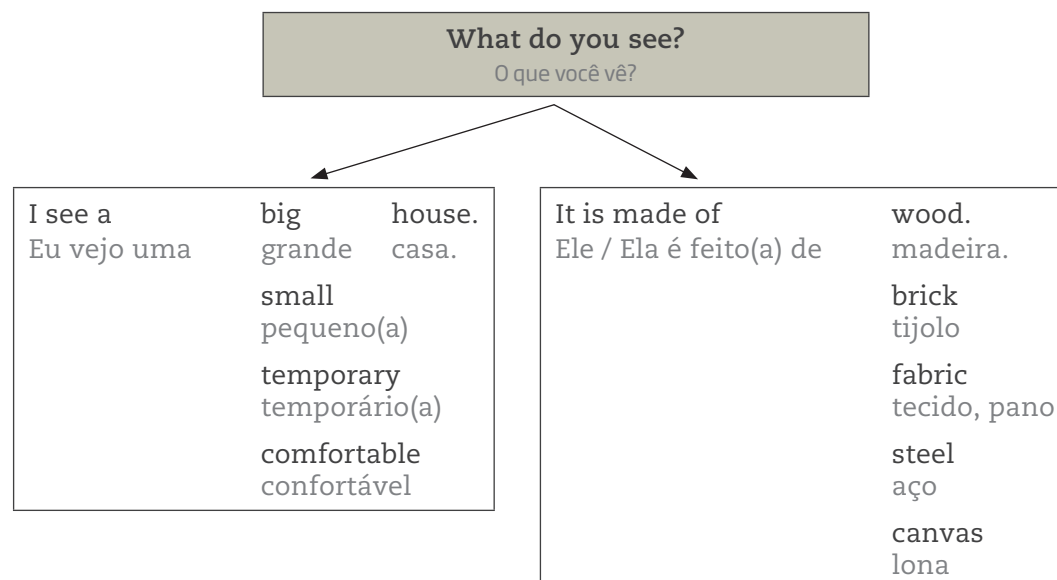 What do you see?
O que você vê?
I see a big house.
Eu vejo uma grande casa.
small
pequeno(a)
temporary
temporário(a)
comfortable
confortável
It is made of wood.
Ele / Ela é feito(a) de madeira.
brick
tijolo
fabric
tecido, pano
steel
aço
canvas
lona